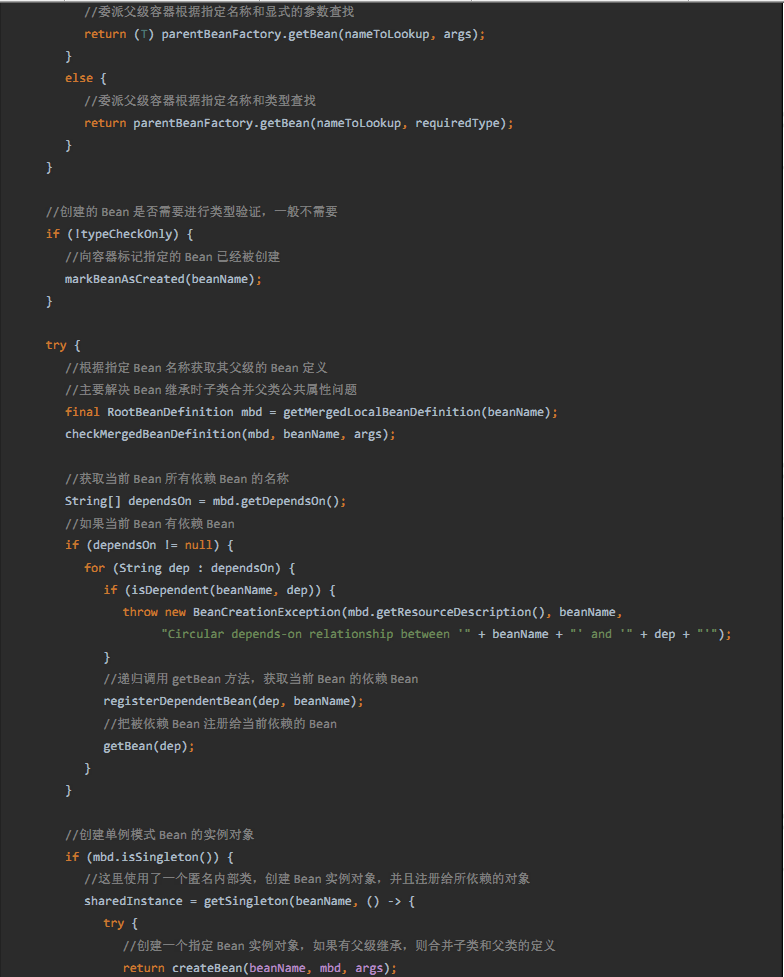 //委派父级容器根据指定名称和显式的参数查找
return (T) parentBeanFactory.getBean(nameToLookup, args);
}
else {
//委派父级容器根据指定名称和类型查找
return parentBeanFactory.getBean(nameToLookup, requiredType);
}
}
//创建的 Bean 是否需要进行类型验证，一般不需要
if (!typeCheckOnly) {
//向容器标记指定的 Bean 已经被创建
markBeanAsCreated(beanName);
}
try {
//根据指定 Bean 名称获取其父级的 Bean 定义
//主要解决 Bean 继承时子类合并父类公共属性问题
final RootBeanDefinition mbd = getMergedLocalBeanDefinition(beanName);
checkMergedBeanDefinition(mbd, beanName, args);
//获取当前 Bean 所有依赖 Bean 的名称
String[] dependsOn = mbd.getDependsOn();
//如果当前 Bean 有依赖 Bean
if (dependsOn != null) {
for (String dep : dependsOn) {
if (isDependent(beanName, dep)) {
throw new BeanCreationException(mbd.getResourceDescription(), beanName,
"Circular depends-on relationship between '" + beanName + "' and '" + dep + "'");
}
//递归调用 getBean 方法，获取当前 Bean 的依赖 Bean
registerDependentBean(dep, beanName);
//把被依赖 Bean 注册给当前依赖的 Bean
getBean(dep);
}
}
//创建单例模式 Bean 的实例对象
if (mbd.isSingleton()) {
//这里使用了一个匿名内部类，创建 Bean 实例对象，并且注册给所依赖的对象
sharedInstance = getSingleton(beanName, () -> {
try {
//创建一个指定 Bean 实例对象，如果有父级继承，则合并子类和父类的定义
return createBean(beanName, mbd, args);